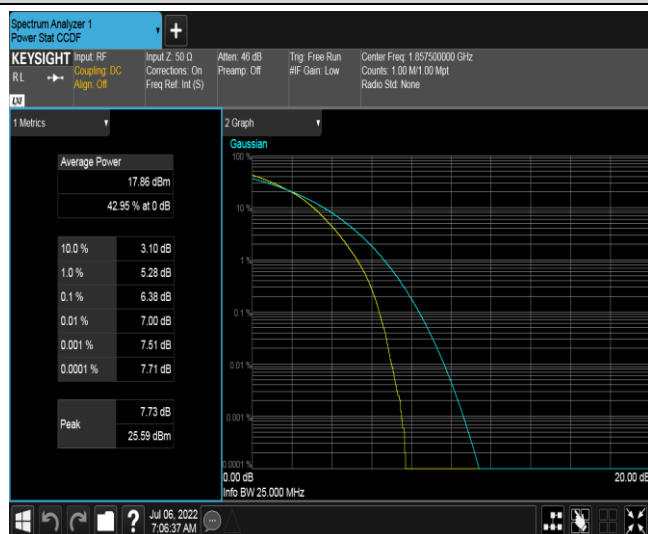 Spectrum Analyzer 1
Power Stat CCDF
+
KEYSIGHT
RL
LXI
Input: RF
Coupling: DC
Align: Off
Input Z: 50 Ω
Corrections: On
Freq Ref: Int (S)
Atten: 46 dB
Preamp: Off
Trig: Free Run
#IF Gain: Low
Center Freq: 1.857500000 GHz
Counts: 1.00 M/1.00 Mpt
Radio Std: None
1 Metrics
Average Power
17.86 dBm
42.95 % at 0 dB
10.0 % 3.10 dB
1.0 % 5.28 dB
0.1 % 6.38 dB
0.01 % 7.00 dB
0.001 % 7.51 dB
0.0001 % 7.71 dB
Peak
7.73 dB
25.59 dBm
2 Graph
Gaussian
100 %
10 %
1 %
0.1 %
0.01 %
0.001 %
0.0001 %
0.00 dB
20.00 dB
Info BW 25.000 MHz
?
Jul 06, 2022
7:06:37 AM